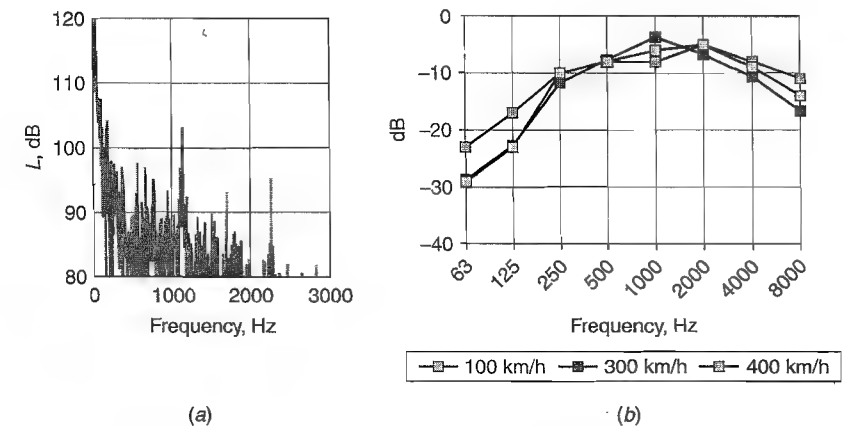 120
110
100
90
80
L, dB
0 1000 2000 3000
Frequency, Hz
(a)
0
−10
−20
−30
−40
dB
63 125 250 500 1000 2000 4000 8000
Frequency, Hz
100 km/h 300 km/h 400 km/h
(b)